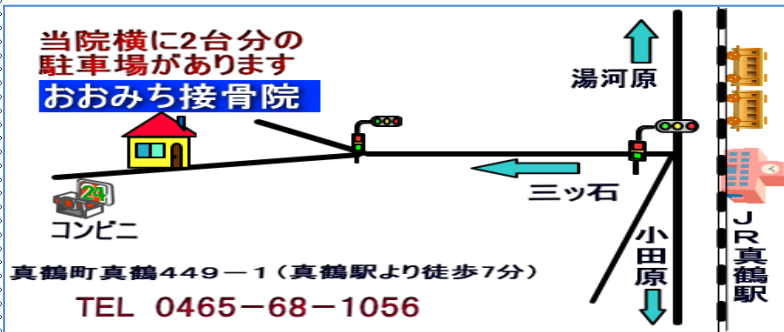 当院横に2台分の
駐車場があります
おおみち接骨院
湯河原
三ッ石
24
コンビニ
小田原
JR真鶴駅
真鶴町真鶴449－1（真鶴駅より徒歩7分）
TEL 0465－68－1056